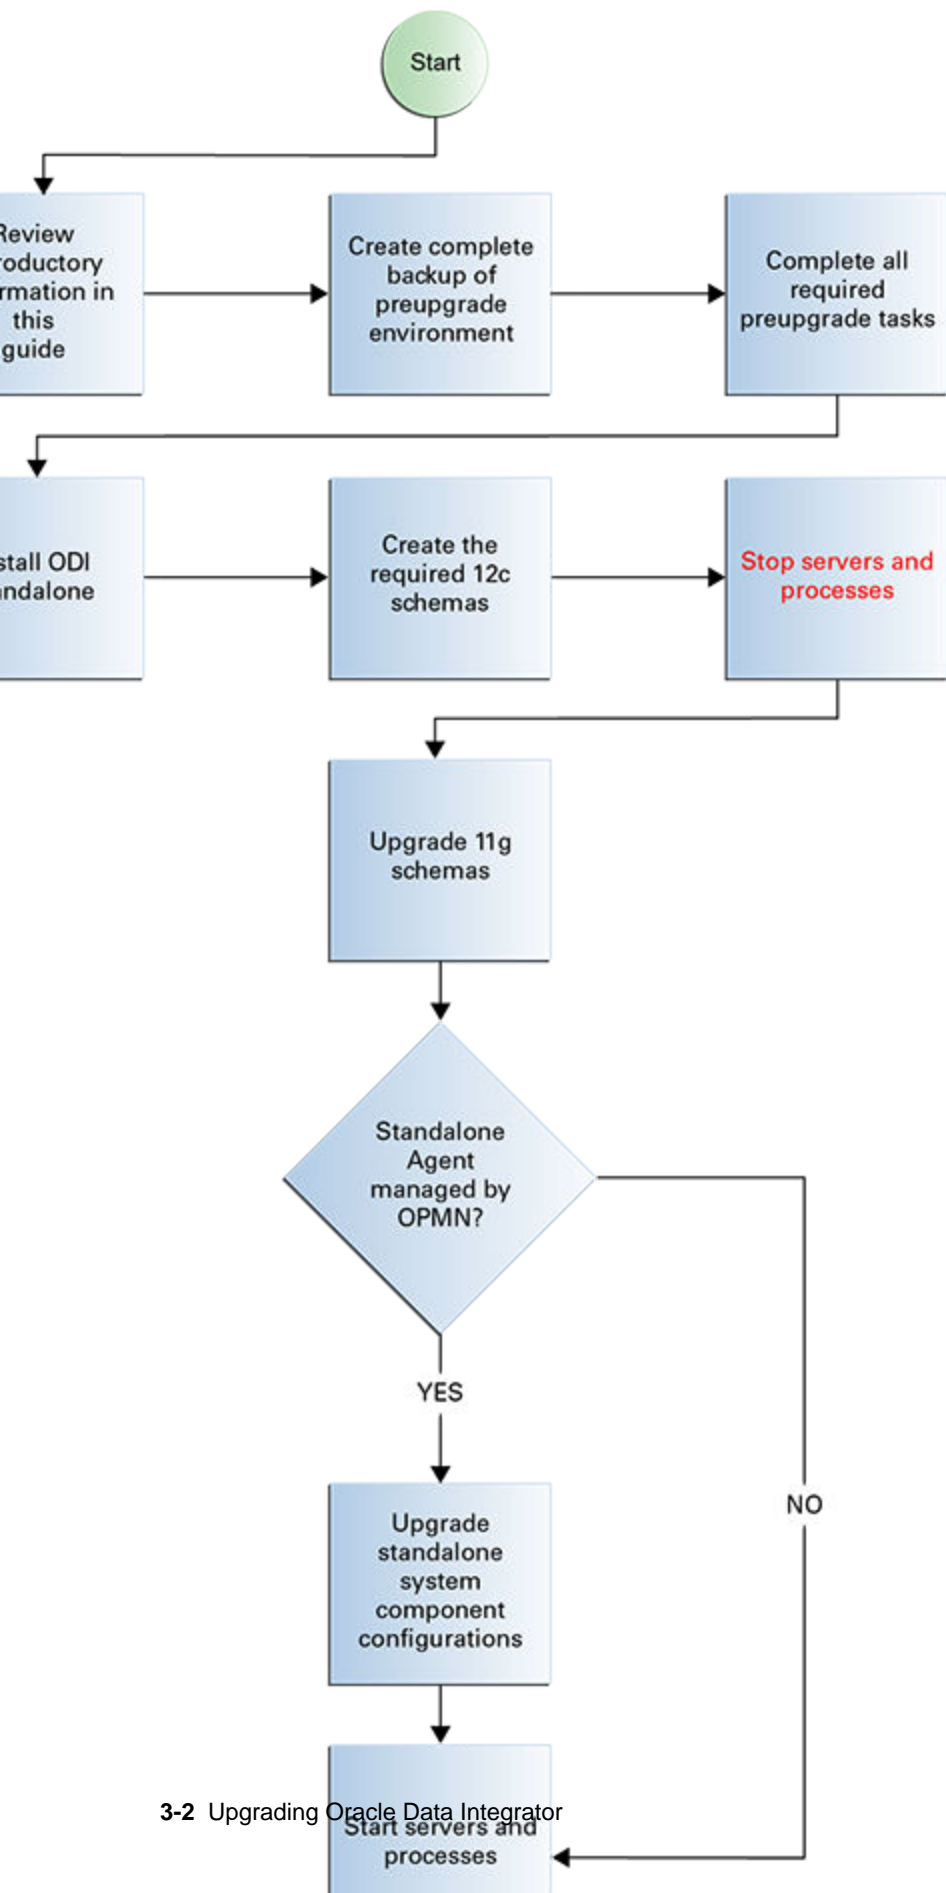 Start
Review
roductory
rmation in
this
guide
Create complete
backup of
preupgrade
environment
Complete all
required
preupgrade tasks
stall ODI
ndalone
Create the
required 12c
schemas
Stop servers and
processes
Upgrade 11g
schemas
Standalone
Agent
managed by
OPMN?
YES
NO
Upgrade
standalone
system
component
configurations
3-2 Upgrading Oracle Data Integrator
Start servers and
processes